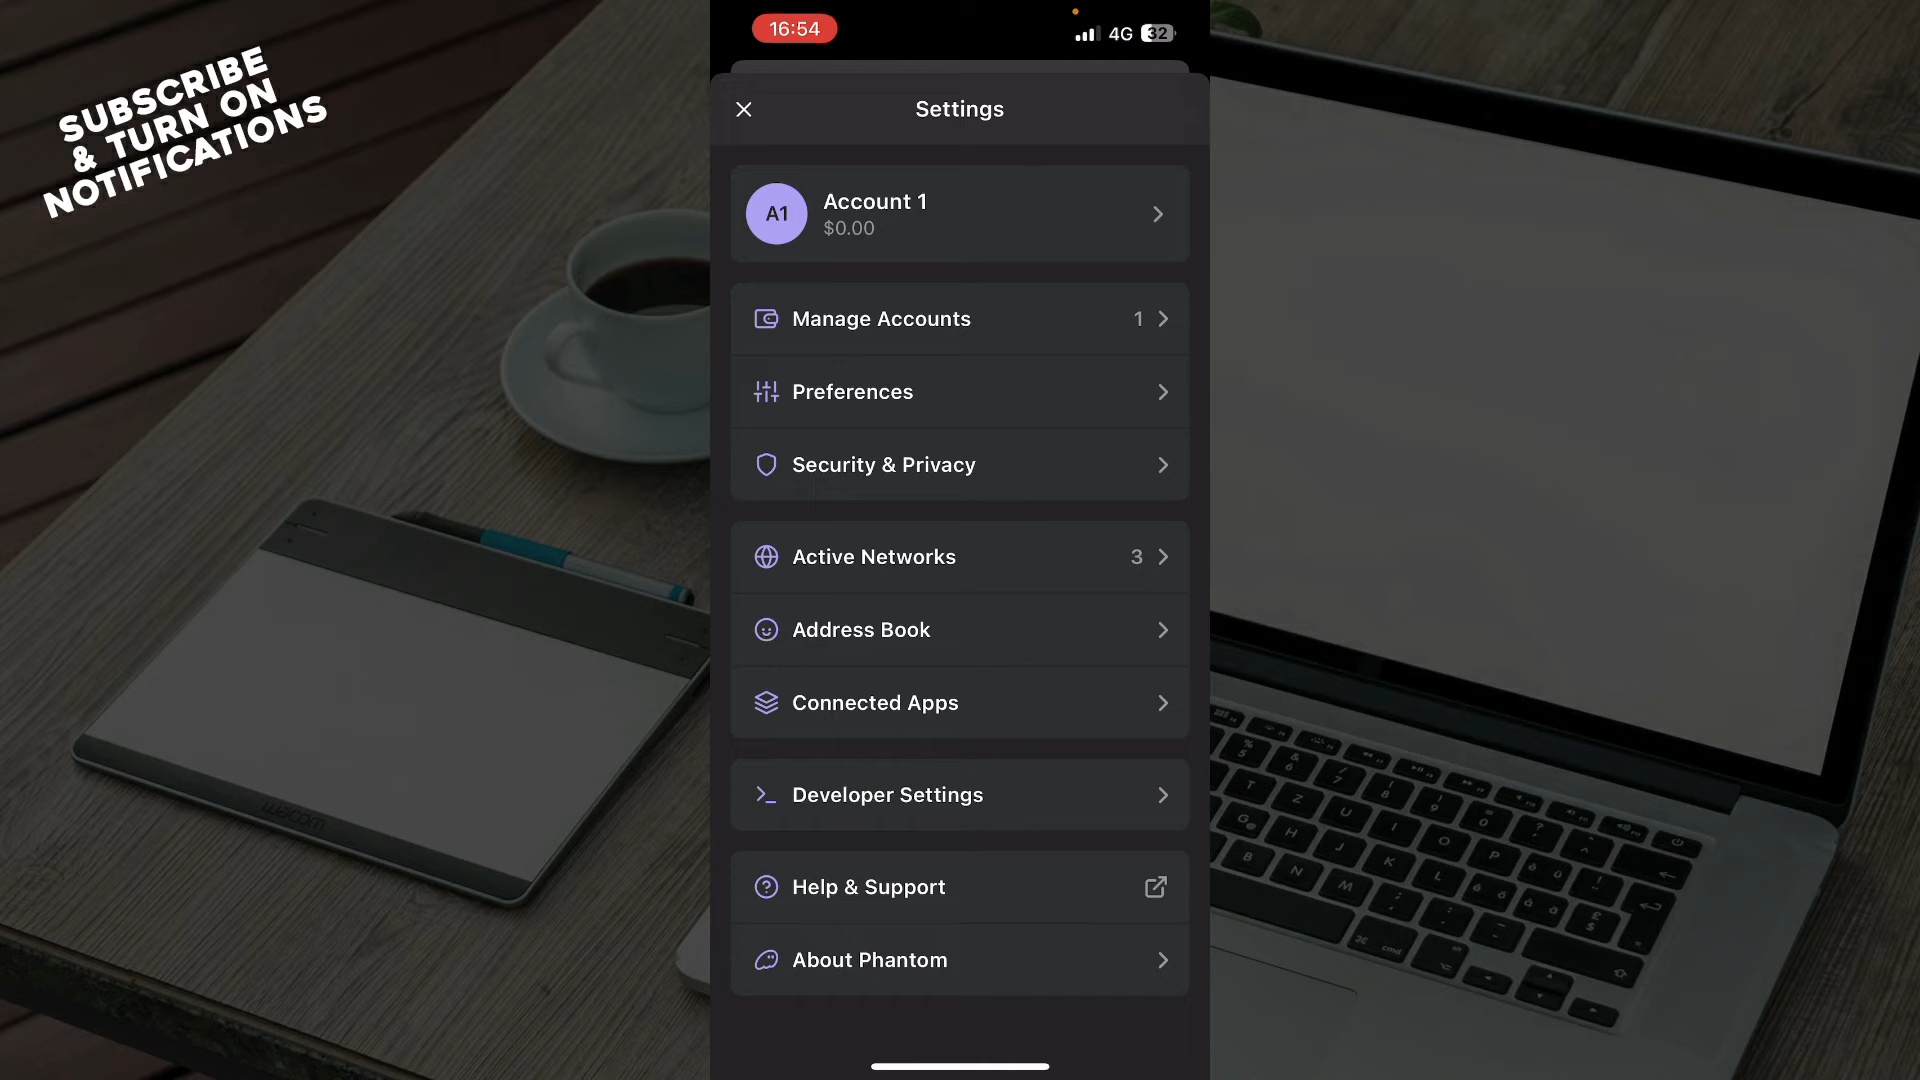 SUBSCRIBE
& TURN ON
NOTIFICATIONS
16:54
4G 32
Settings
A1
Account 1
$0.00
Manage Accounts 1
Preferences
Security & Privacy
Active Networks 3
Address Book
Connected Apps
Developer Settings
Help & Support
About Phantom
wacom